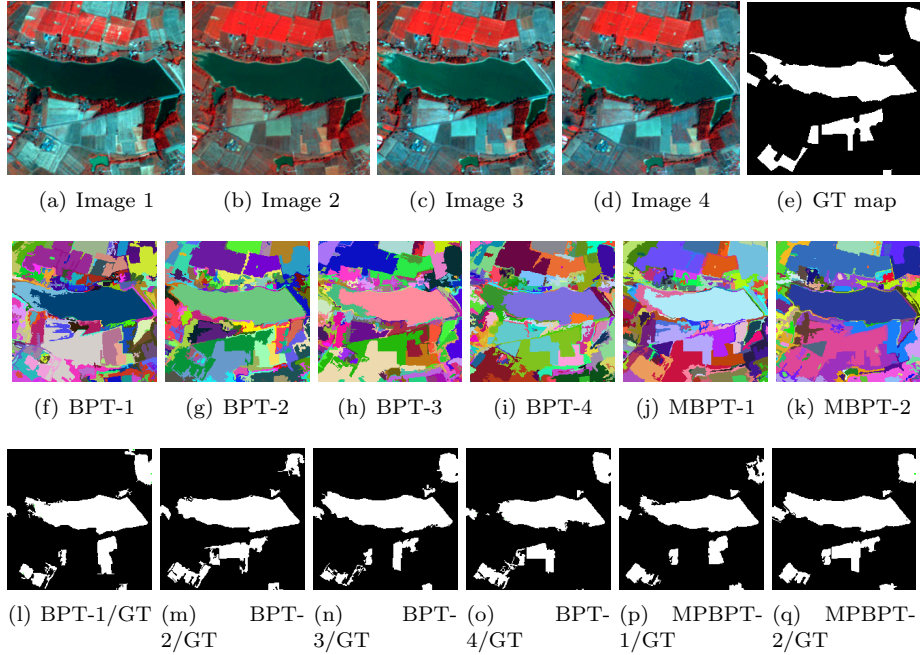 (a) Image 1
(b) Image 2
(c) Image 3
(d) Image 4
(e) GT map
(f) BPT-1
(g) BPT-2
(h) BPT-3
(i) BPT-4
(j) MBPT-1
(k) MBPT-2
(l) BPT-1/GT
(m) BPT-
2/GT
(n) BPT-
3/GT
(o) BPT-
4/GT
(p) MPBPT-
1/GT
(q) MPBPT-
2/GT